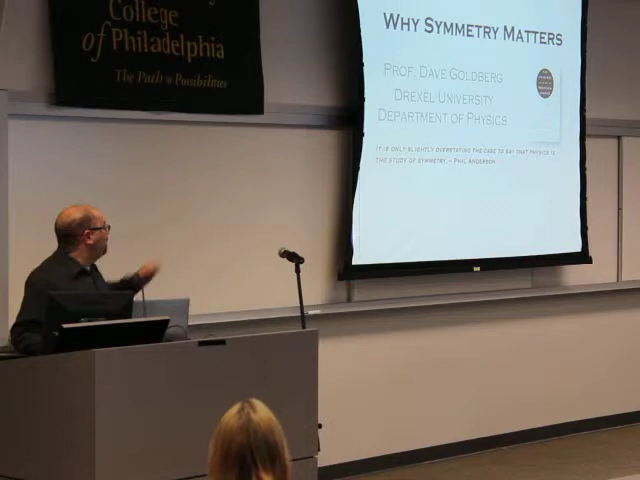 College
of Philadelphia
The Path to Possibilities
WHY SYMMETRY MATTERS
PROF. DAVE GOLDBERG
DREXEL UNIVERSITY
DEPARTMENT OF PHYSICS
IT IS ONLY SLIGHTLY OVERSTATING THE CASE TO SAY THAT PHYSICS IS
THE STUDY OF SYMMETRY. – PHIL ANDERSON